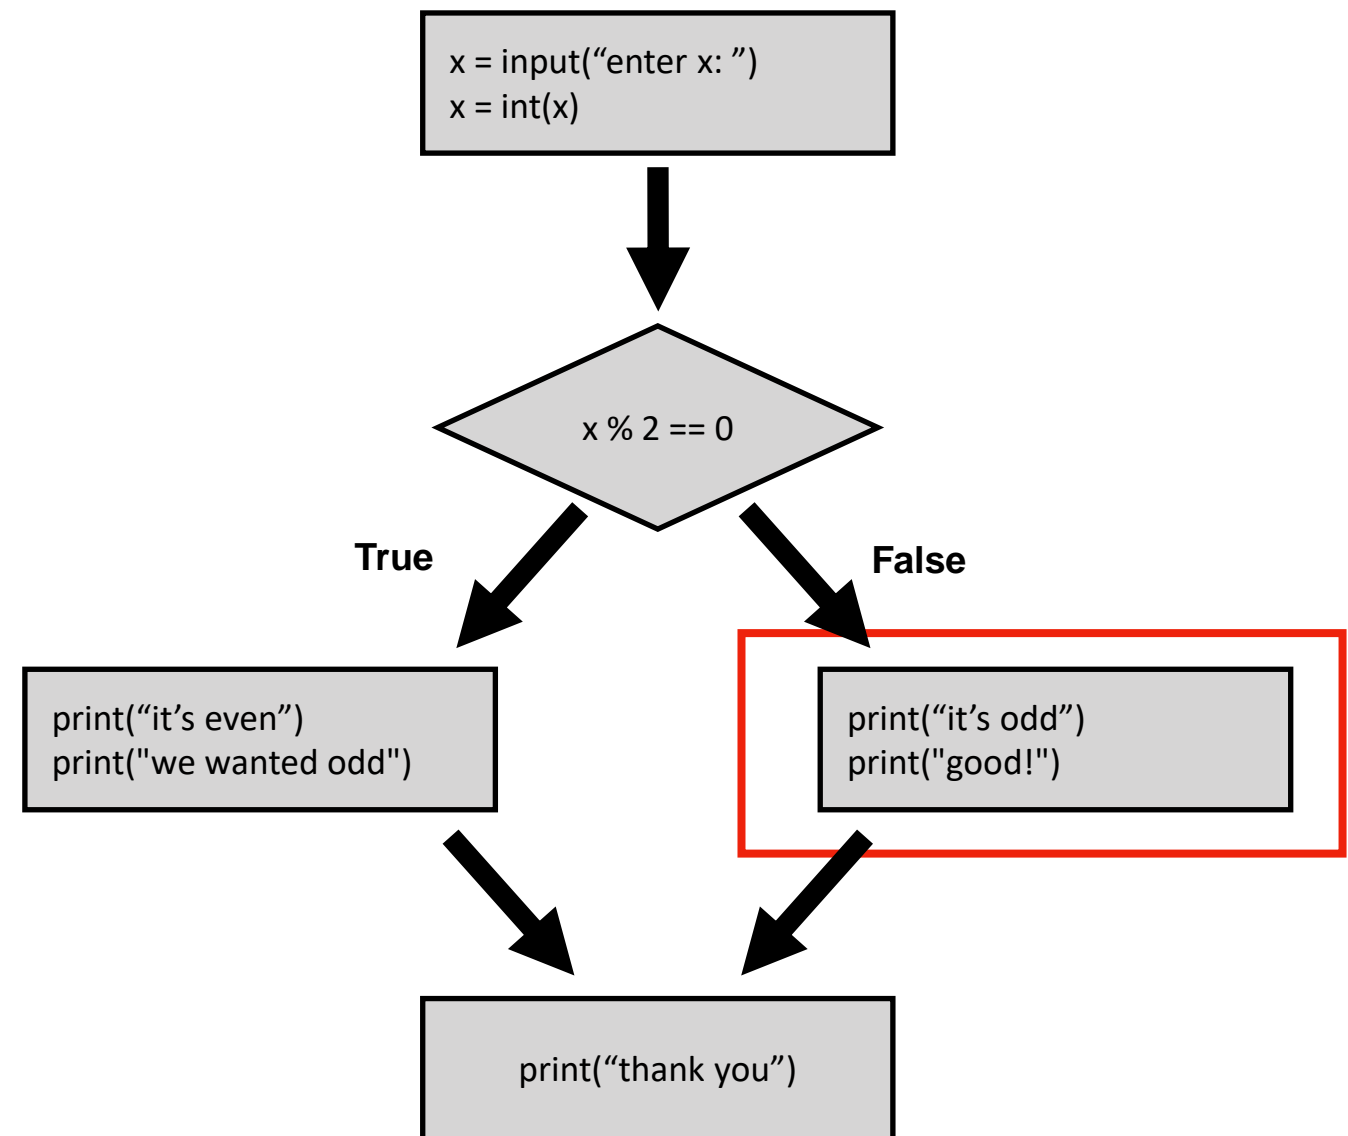 x = input(“enter x: ”)
x = int(x)
x % 2 == 0
True
False
print(“it’s even”)
print("we wanted odd")
print(“it’s odd”)
print("good!")
print(“thank you”)